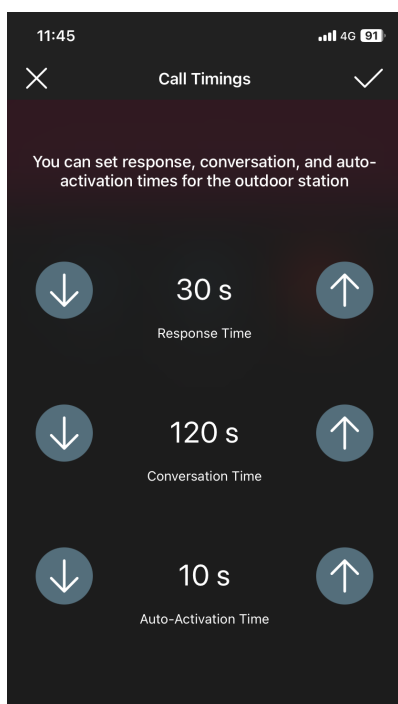 11:45
4G 91
Call Timings
You can set response, conversation, and auto-
activation times for the outdoor station
30 s
Response Time
120 s
Conversation Time
10 s
Auto-Activation Time